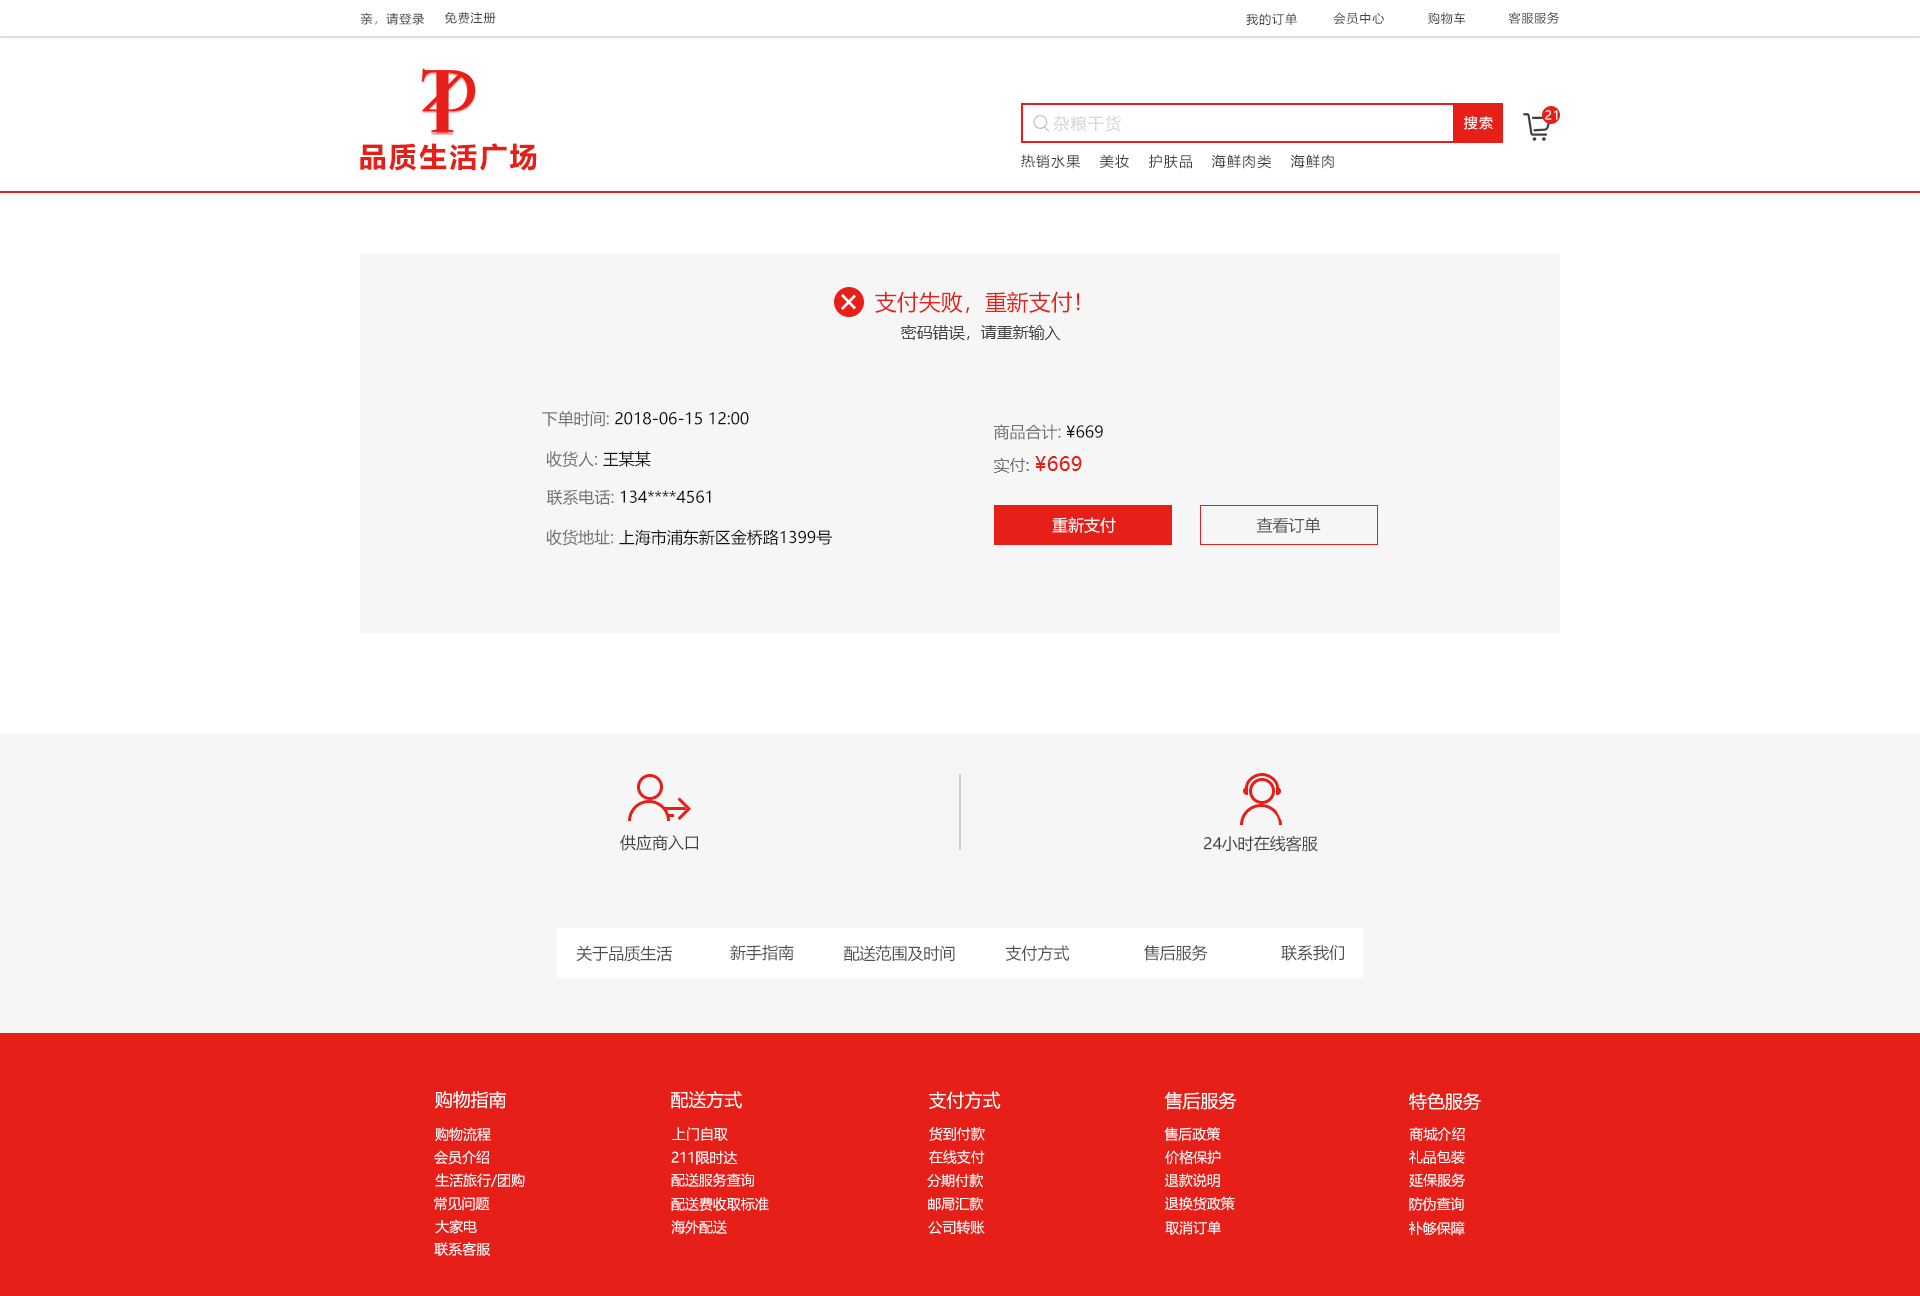 亲，请登录 免费注册 我的订单 会员中心 购物车 客服服务
品质生活广场
杂粮干货 搜索 21
热销水果 美妆 护肤品 海鲜肉类 海鲜肉
支付失败，重新支付！
密码错误，请重新输入
下单时间: 2018-06-15 12:00
收货人: 王某某
联系电话: 134****4561
收货地址: 上海市浦东新区金桥路1399号
商品合计: ¥669
实付: ¥669
重新支付 查看订单
供应商入口 24小时在线客服
关于品质生活 新手指南 配送范围及时间 支付方式 售后服务 联系我们
购物指南
购物流程
会员介绍
生活旅行/团购
常见问题
大家电
联系客服
配送方式
上门自取
211限时达
配送服务查询
配送费收取标准
海外配送
支付方式
货到付款
在线支付
分期付款
邮局汇款
公司转账
售后服务
售后政策
价格保护
退款说明
退换货政策
取消订单
特色服务
商城介绍
礼品包装
延保服务
防伪查询
补够保障